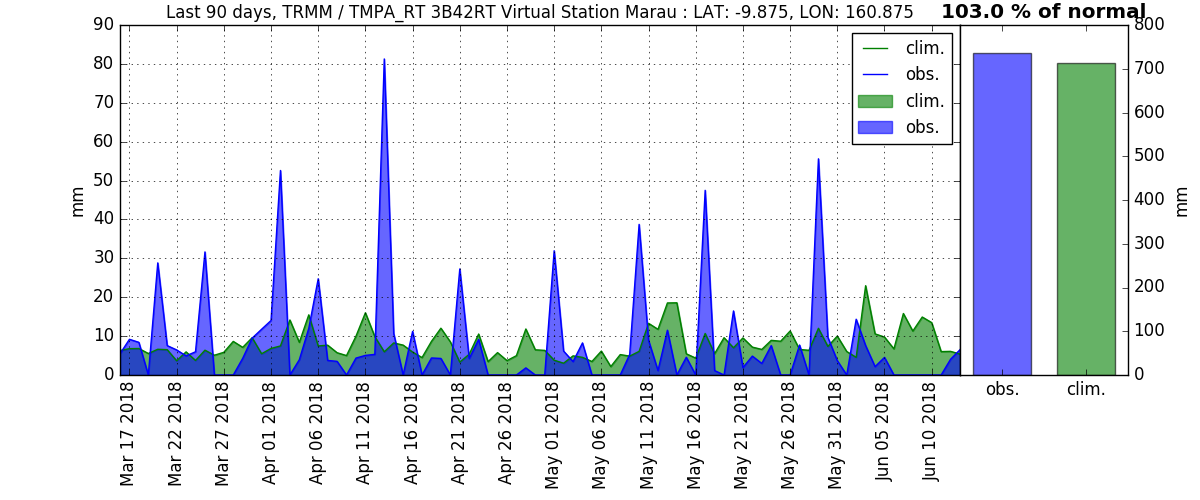 Last 90 days, TRMM / TMPA_RT 3B42RT Virtual Station Marau : LAT: -9.875, LON: 160.875
103.0 % of normal
90
80
70
60
50
40
30
20
10
0
mm
clim.
obs.
clim.
obs.
800
700
600
500
400
300
200
100
0
mm
Mar 17 2018
Mar 22 2018
Mar 27 2018
Apr 01 2018
Apr 06 2018
Apr 11 2018
Apr 16 2018
Apr 21 2018
Apr 26 2018
May 01 2018
May 06 2018
May 11 2018
May 16 2018
May 21 2018
May 26 2018
May 31 2018
Jun 05 2018
Jun 10 2018
obs.
clim.